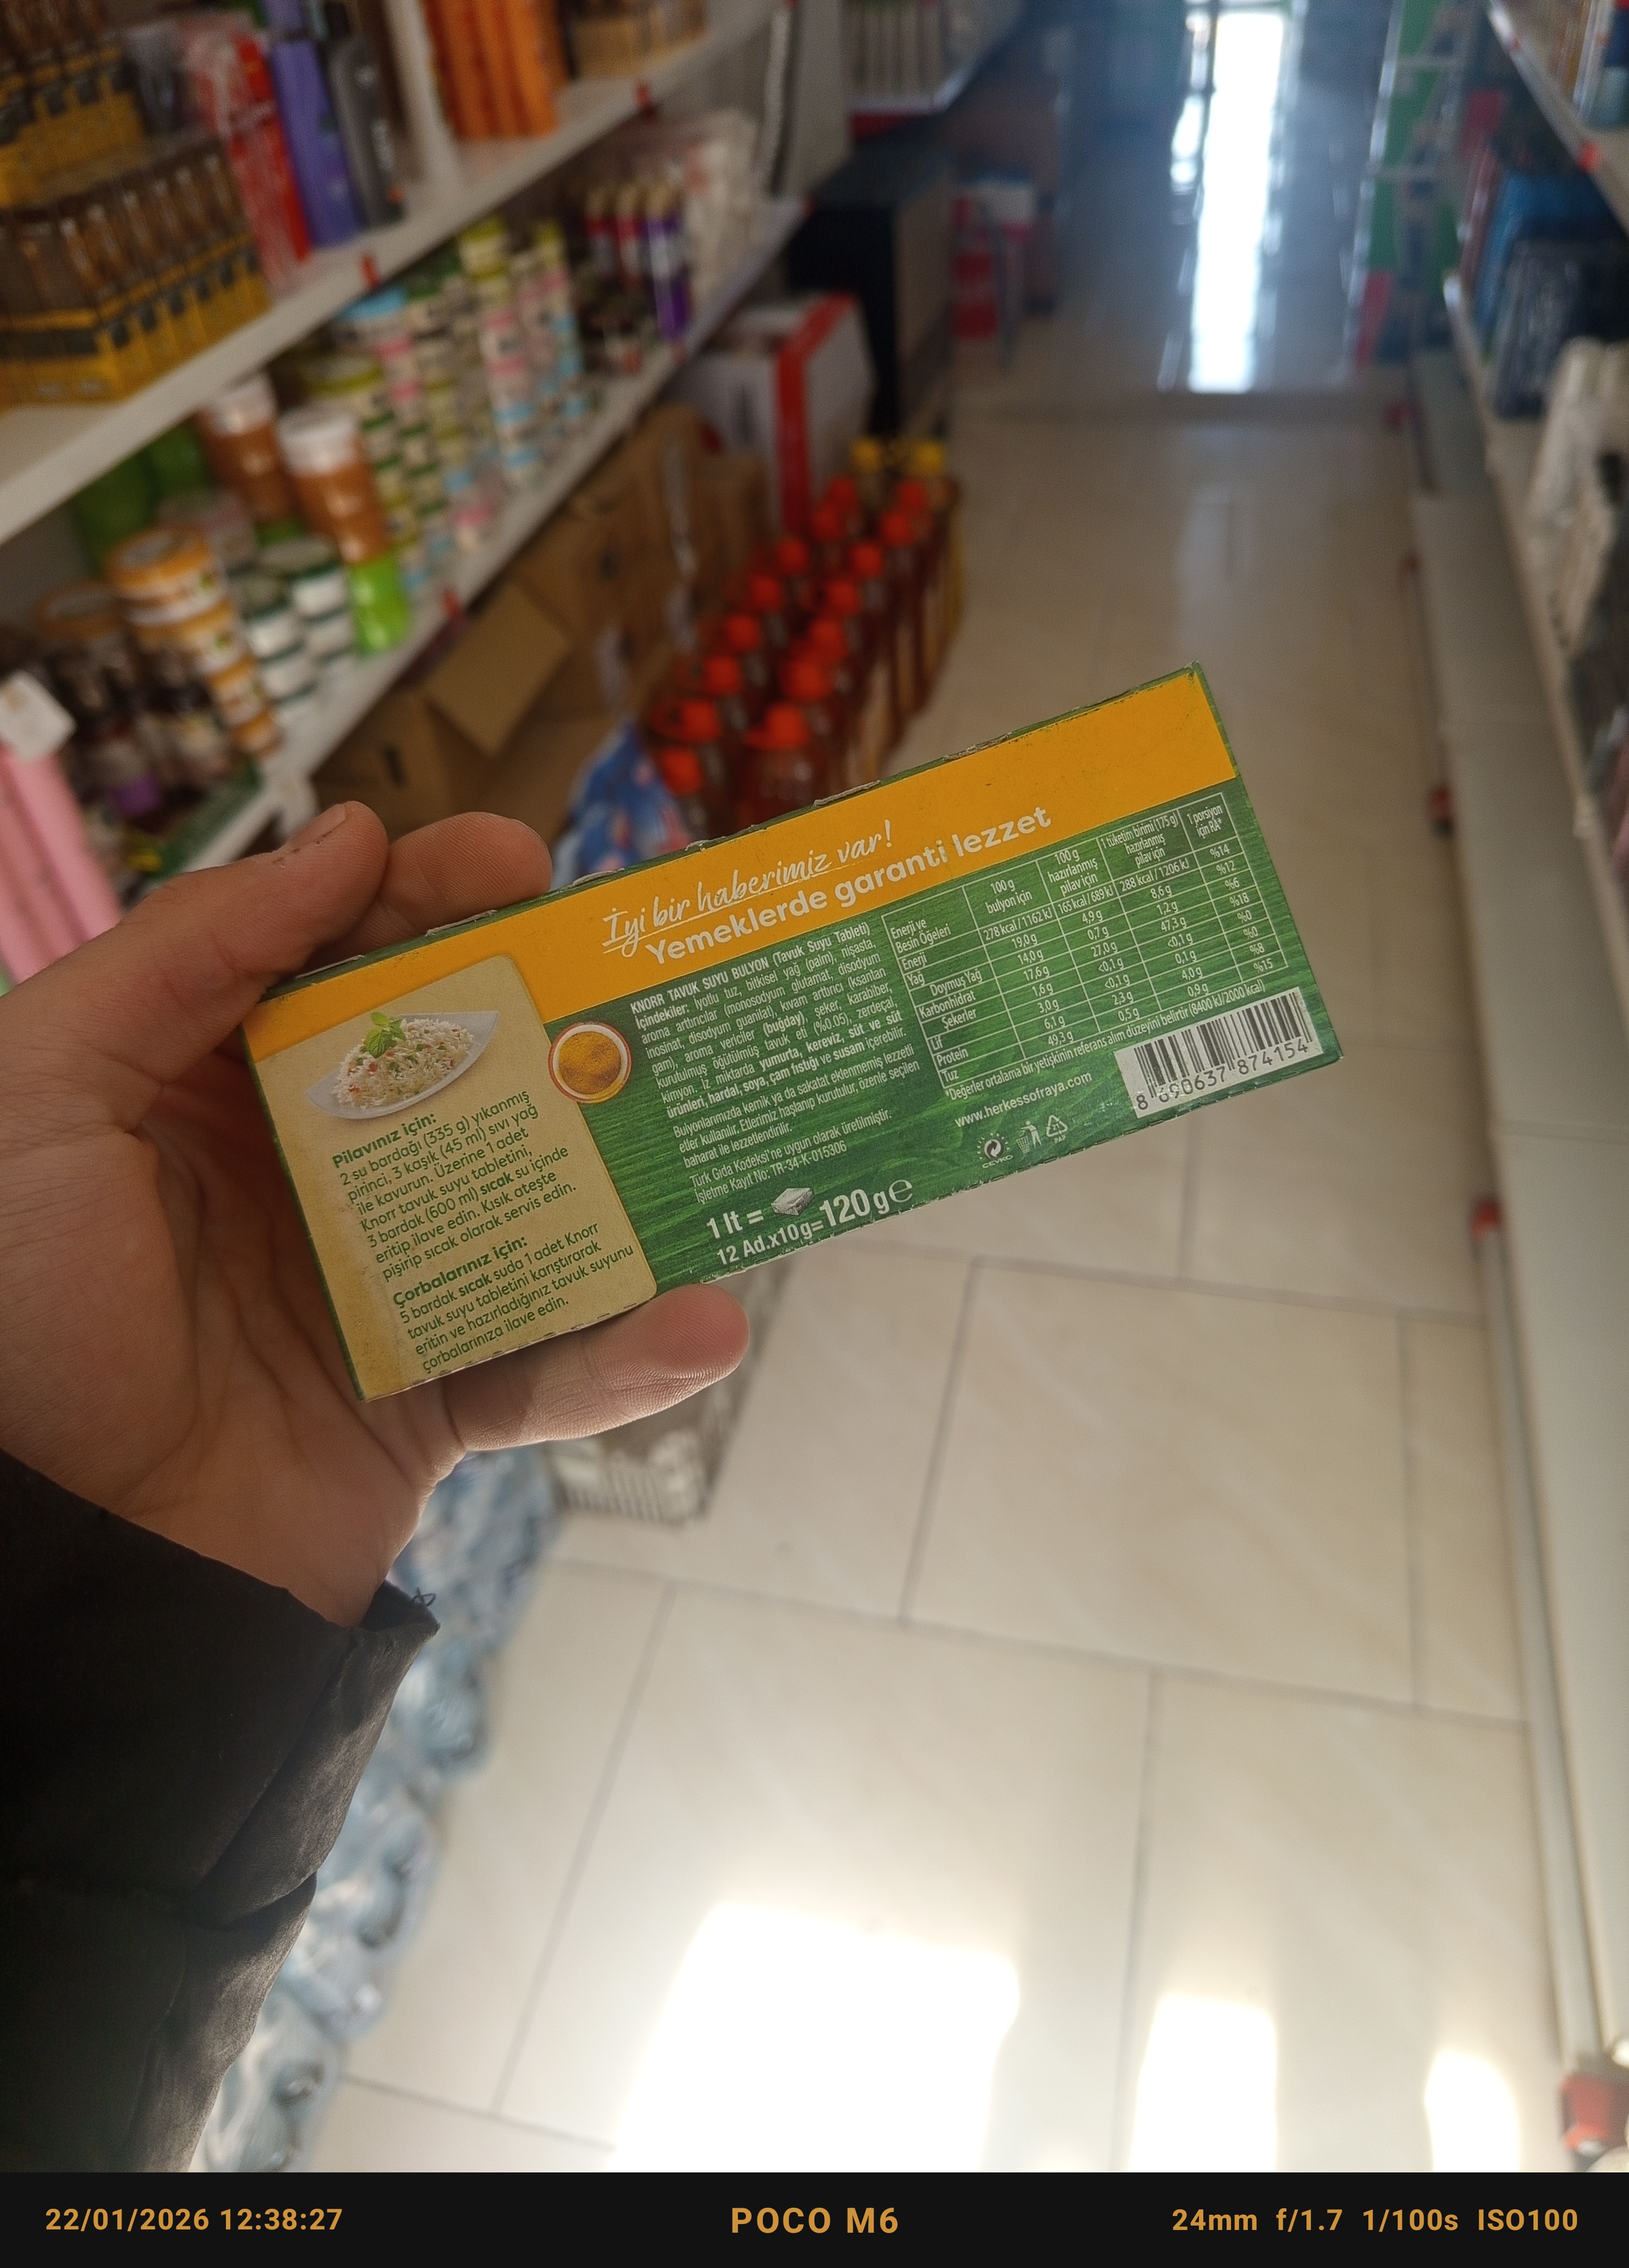 İyi bir haberimiz var!
Yemeklerde garanti lezzet
Pilavınız için:
2 su bardağı (335 g) yıkanmış
pirinci, 3 kaşık (45 ml) sıvı yağ
ile kavurun. Üzerine 1 adet
Knorr tavuk suyu tabletini,
3 bardak (600 ml) sıcak su içinde
eritip ilave edin. Kısık ateşte
pişirip sıcak olarak servis edin.
Çorbalarınız için:
5 bardak sıcak suda 1 adet Knorr
tavuk suyu tabletini karıştırarak
eritin ve hazırladığınız tavuk suyunu
çorbalarınıza ilave edin.
KNORR TAVUK SUYU BULYON (Tavuk Suyu Tableti)
İçindekiler: İyotlu tuz, bitkisel yağ (palm), nişasta,
aroma arttırıcılar (monosodyum glutamat, disodyum
inosinat, disodyum guanilat), kıvam arttırıcı (ksantan
gam), aroma vericiler (buğday) şeker, karabiber,
kurutulmuş öğütülmüş tavuk eti (%0.05), zerdeçal,
kimyon. İz miktarda yumurta, kereviz, süt ve süt
ürünleri, hardal, soya, çam fıstığı ve susam içerebilir.
Bulyonlarımızda kemik ya da sakatat eklenmemiş lezzetli
etler kullanılır. Etlerimiz haşlanıp kurutulur, özenle seçilen
baharat ile lezzetlendirilir.
Türk Gıda Kodeksi'ne uygun olarak üretilmiştir.
İşletme Kayıt No: TR-34-K-015306
1 lt =
12 Ad.x10g=120 g e
Enerji ve Besin Öğeleri 100 g bulyon için 100 g hazırlanmış pilav için 1 tüketim birimi (175 g) hazırlanmış pilav için 1 porsiyon için RA*
Enerji 278 kcal / 1162 kJ 165 kcal / 689 kJ 288 kcal / 1206 kJ %14
Yağ 19,0 g 4,9 g 8,6 g %12
Doymuş Yağ 14,0 g 0,7 g 1,2 g %6
Karbonhidrat 17,6 g 27,0 g 47,3 g %18
Şekerler 1,6 g <0,1 g <0,1 g %0
Lif 3,0 g <0,1 g 0,1 g %0
Protein 6,1 g 2,3 g 4,0 g %8
Tuz 49,3 g 0,5 g 0,9 g %15
*Değerler ortalama bir yetişkinin referans alım düzeyini belirtir (8400 kJ/2000 kcal)
www.herkessofraya.com
ÇEVKO
PAP
8 690637 874154
22/01/2026 12:38:27
POCO M6
24mm f/1.7 1/100s ISO100